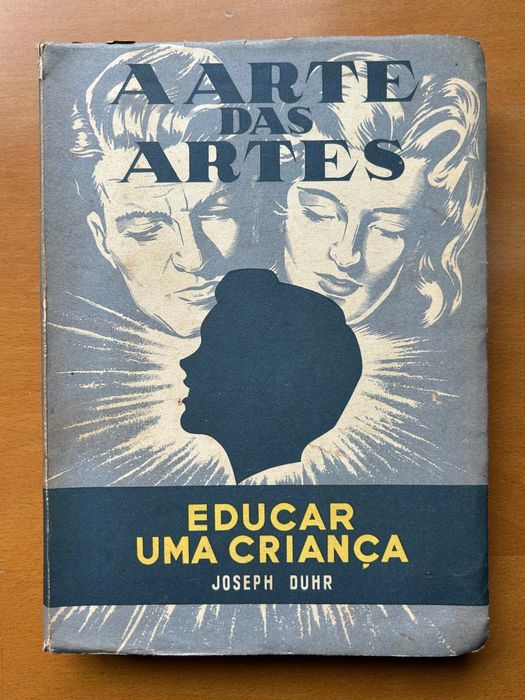 A ARTE
DAS
ARTES
EDUCAR
UMA CRIANÇA
JOSEPH DUHR